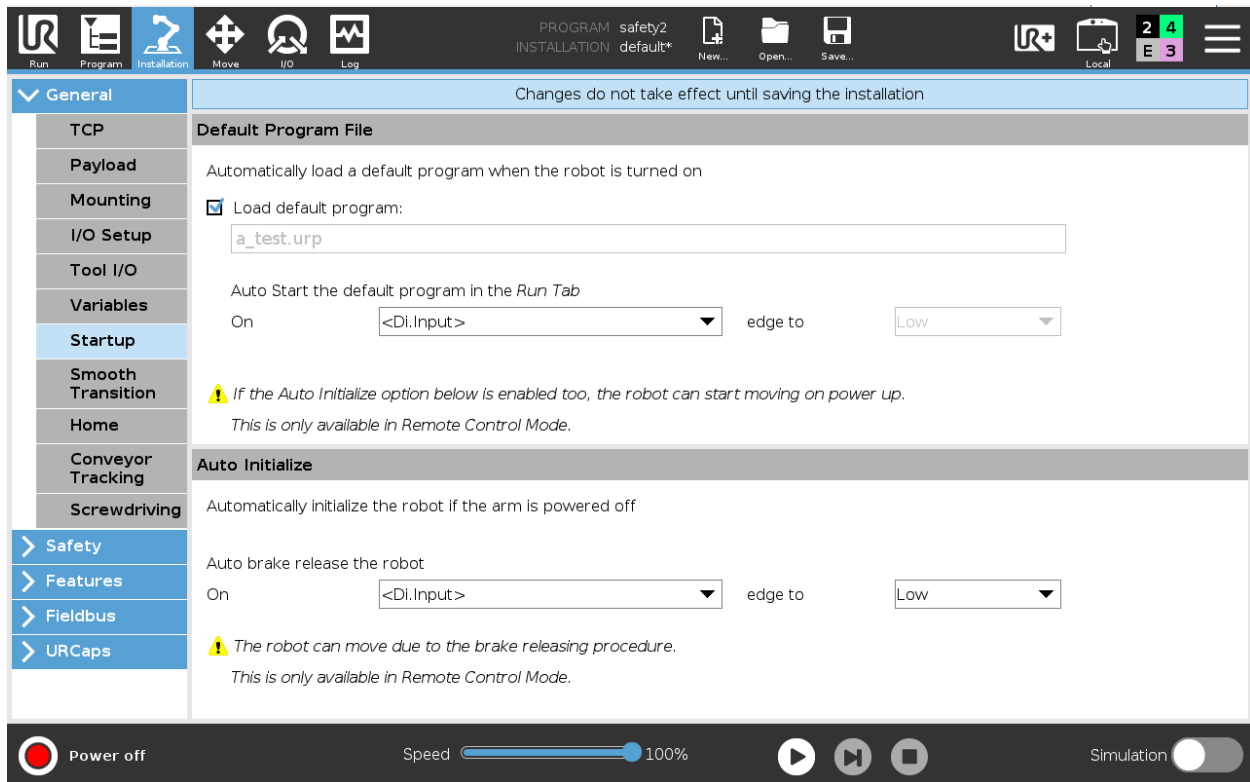 PROGRAM safety2
INSTALLATION default*
UR
UR+
2 4
E 3
Run
Program
Installation
Move
I/O
Log
New...
Open...
Save...
Local
General
TCP
Payload
Mounting
I/O Setup
Tool I/O
Variables
Startup
Smooth
Transition
Home
Conveyor
Tracking
Screwdriving
Safety
Features
Fieldbus
URCaps
Changes do not take effect until saving the installation
Default Program File
Automatically load a default program when the robot is turned on
Load default program:
a_test.urp
Auto Start the default program in the Run Tab
On <Di.Input> edge to Low
If the Auto Initialize option below is enabled too, the robot can start moving on power up.
This is only available in Remote Control Mode.
Auto Initialize
Automatically initialize the robot if the arm is powered off
Auto brake release the robot
On <Di.Input> edge to Low
The robot can move due to the brake releasing procedure.
This is only available in Remote Control Mode.
Power off
Speed 100%
Simulation